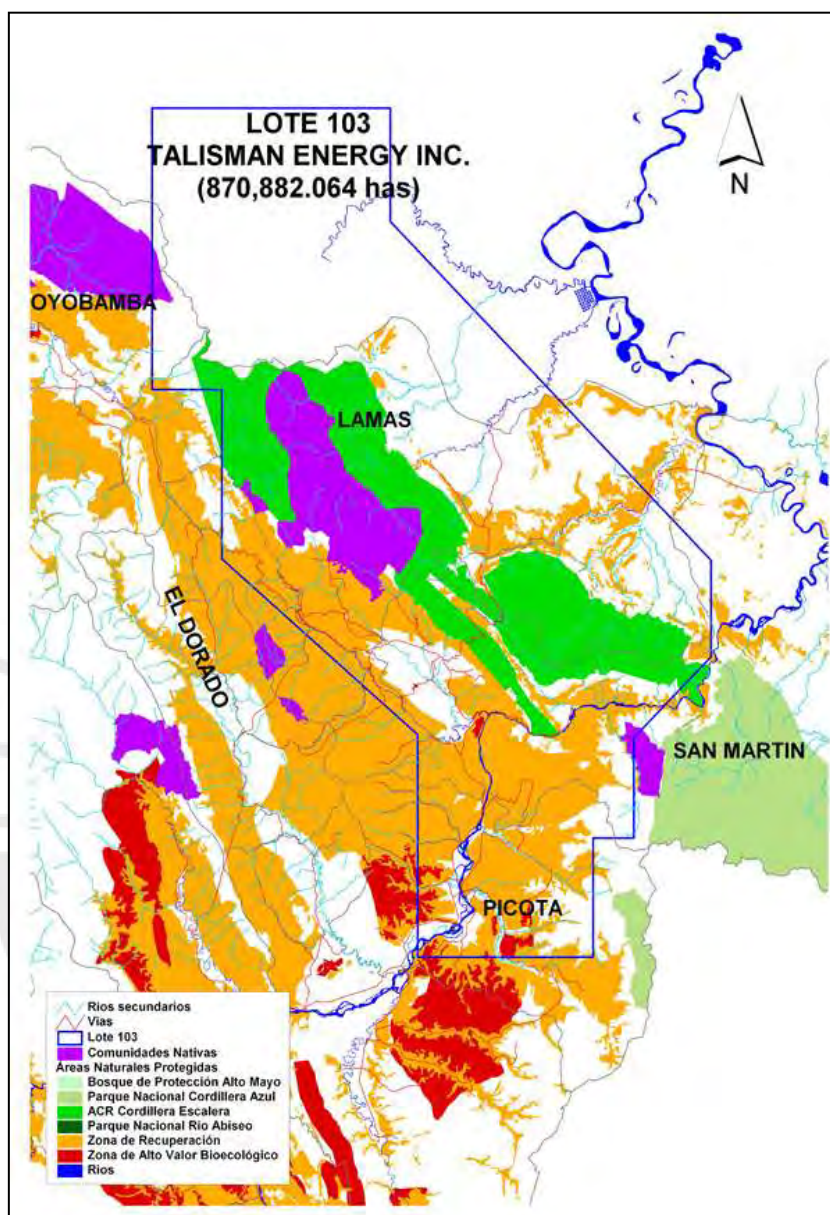 LOTE 103
TALISMAN ENERGY INC.
(870,882.064 has)
N
OYOBAMBA
LAMAS
EL DORADO
SAN MARTIN
PICOTA
Rios secundarios
Vias
Lote 103
Comunidades Nativas
Áreas Naturales Protegidas
Bosque de Protección Alto Mayo
Parque Nacional Cordillera Azul
ACR Cordillera Escalera
Parque Nacional Rio Abiseo
Zona de Recuperación
Zona de Alto Valor Bioecológico
Rios